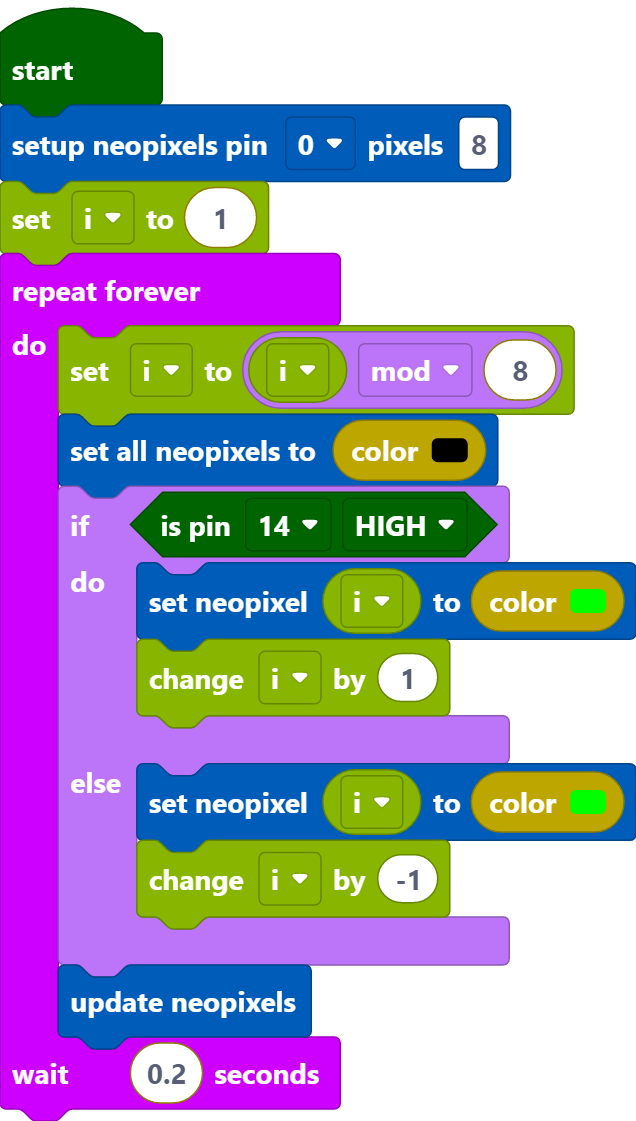 start
setup neopixels pin 0 pixels 8
set i to 1
repeat forever
do
set i to i mod 8
set all neopixels to color
if is pin 14 HIGH
do
set neopixel i to color
change i by 1
else
set neopixel i to color
change i by -1
update neopixels
wait 0.2 seconds